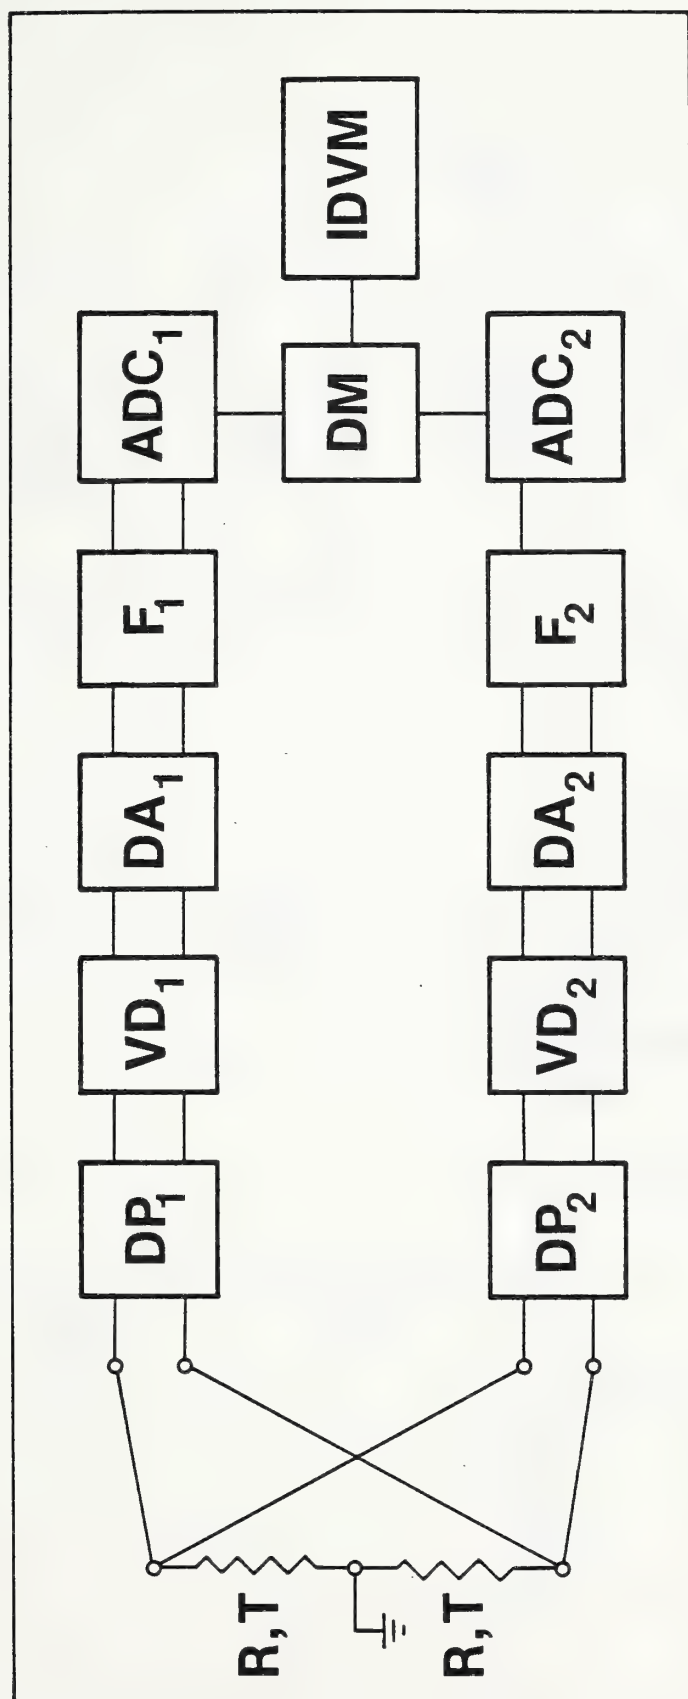 DP₁ VD₁ DA₁ F₁ ADC₁
R,T
DM IDVM
R,T
DP₂ VD₂ DA₂ F₂ ADC₂